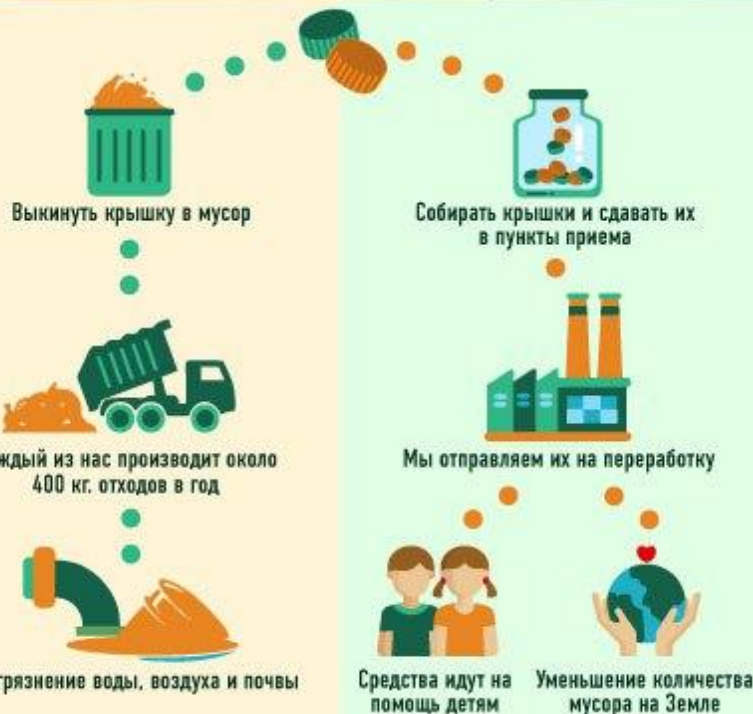 Выкинуть крышку в мусор
Собирать крышки и сдавать их
в пункты приема
ждый из нас производит около
400 кг. отходов в год
Мы отправляем их на переработку
грязнение воды, воздуха и почвы
Средства идут на
помощь детям
Уменьшение количества
мусора на Земле